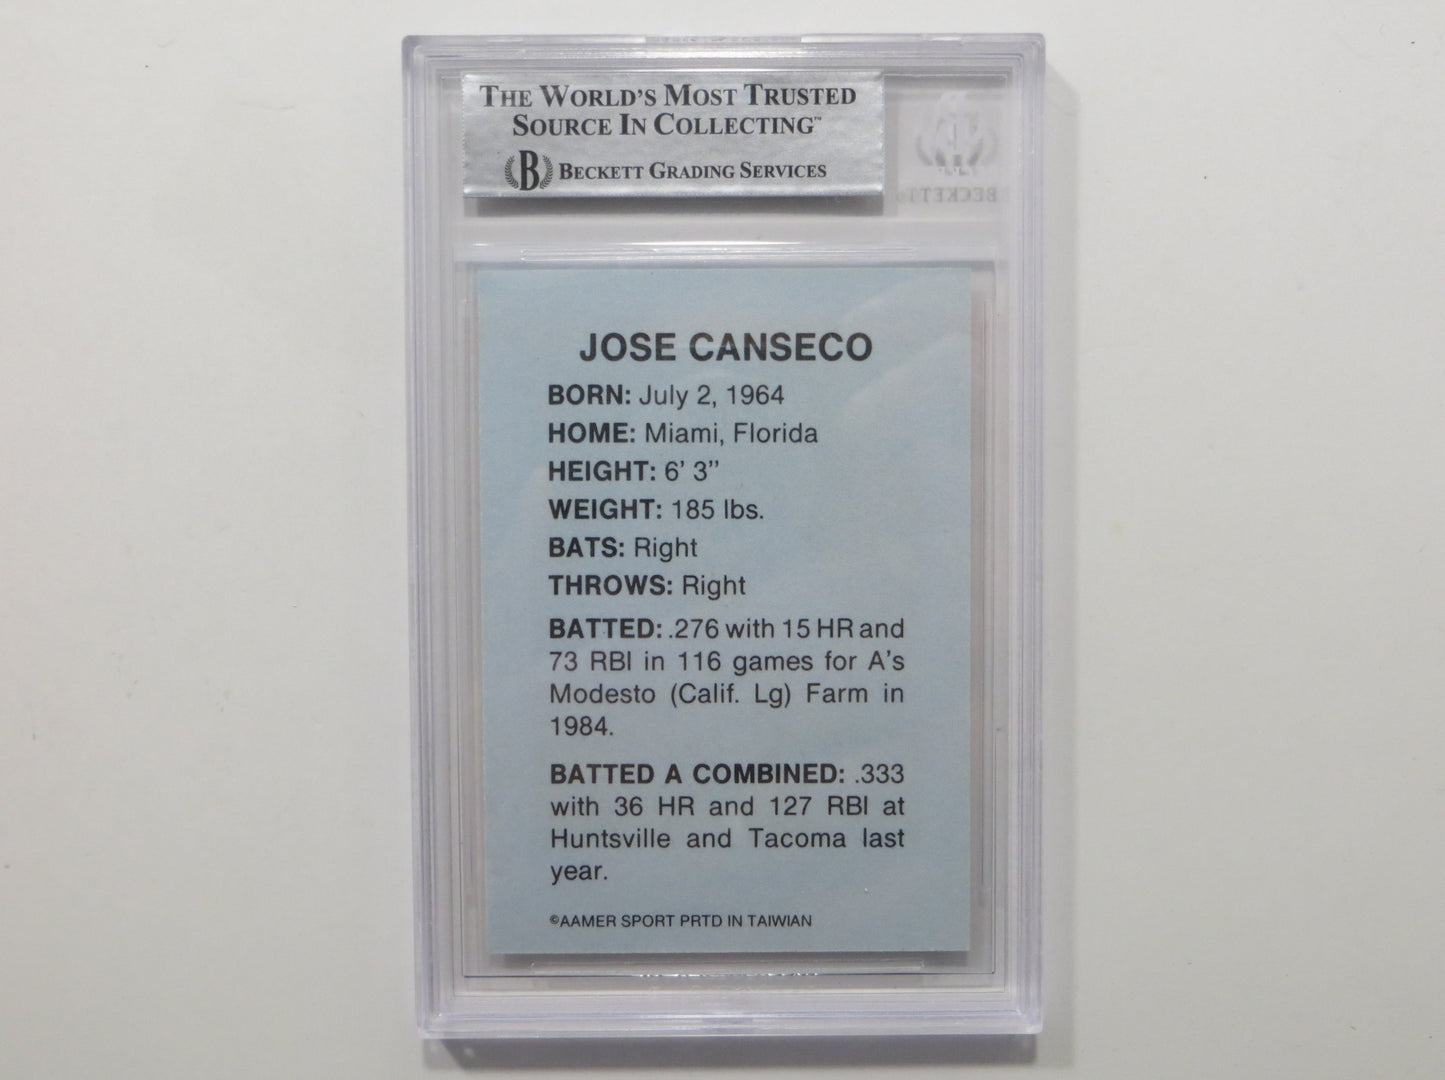 THE WORLD'S MOST TRUSTED
SOURCE IN COLLECTING™
B BECKETT GRADING SERVICES
BECKETT
JOSE CANSECO
BORN: July 2, 1964
HOME: Miami, Florida
HEIGHT: 6' 3"
WEIGHT: 185 lbs.
BATS: Right
THROWS: Right
BATTED: .276 with 15 HR and
73 RBI in 116 games for A's
Modesto (Calif. Lg) Farm in
1984.
BATTED A COMBINED: .333
with 36 HR and 127 RBI at
Huntsville and Tacoma last
year.
©AAMER SPORT PRTD IN TAIWIAN